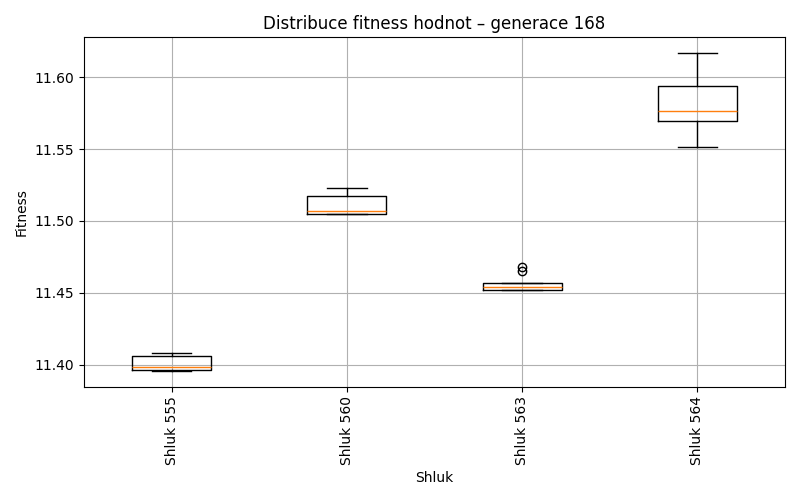 Distribuce fitness hodnot – generace 168
Fitness
11.60
11.55
11.50
11.45
11.40
Shluk 555
Shluk 560
Shluk 563
Shluk 564
Shluk